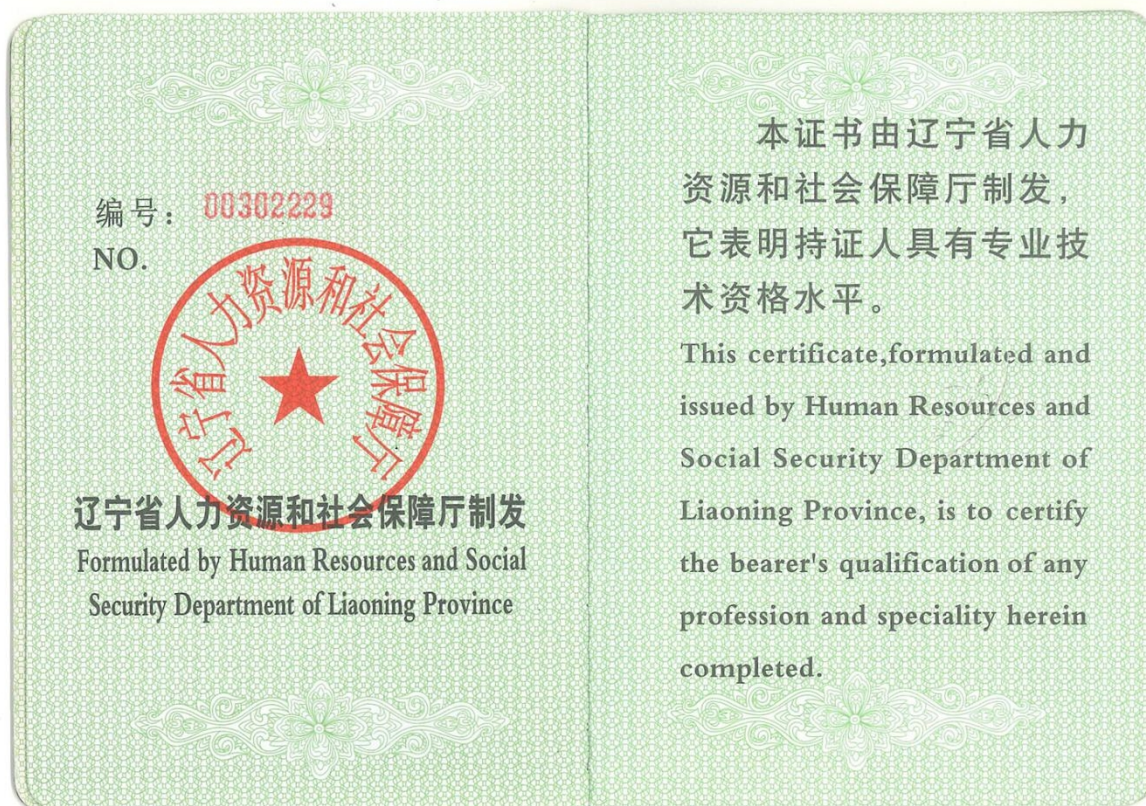 编号： 00302229
NO.
辽宁省人力资源和社会保障厅
辽宁省人力资源和社会保障厅制发
Formulated by Human Resources and Social
Security Department of Liaoning Province
本证书由辽宁省人力
资源和社会保障厅制发，
它表明持证人具有专业技
术资格水平。
This certificate,formulated and
issued by Human Resources and
Social Security Department of
Liaoning Province, is to certify
the bearer's qualification of any
profession and speciality herein
completed.